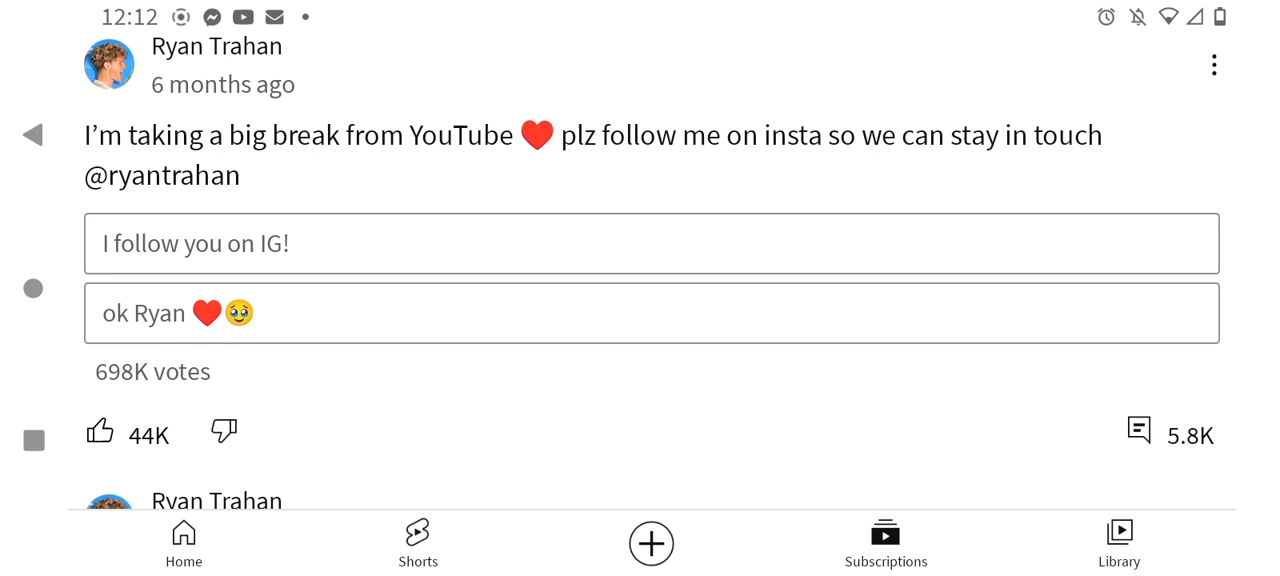 12:12
Ryan Trahan
6 months ago
I’m taking a big break from YouTube ♥️ plz follow me on insta so we can stay in touch
@ryantrahan
I follow you on IG!
ok Ryan ♥️🥹
698K votes
44K
5.8K
Ryan Trahan
Home
Shorts
Subscriptions
Library